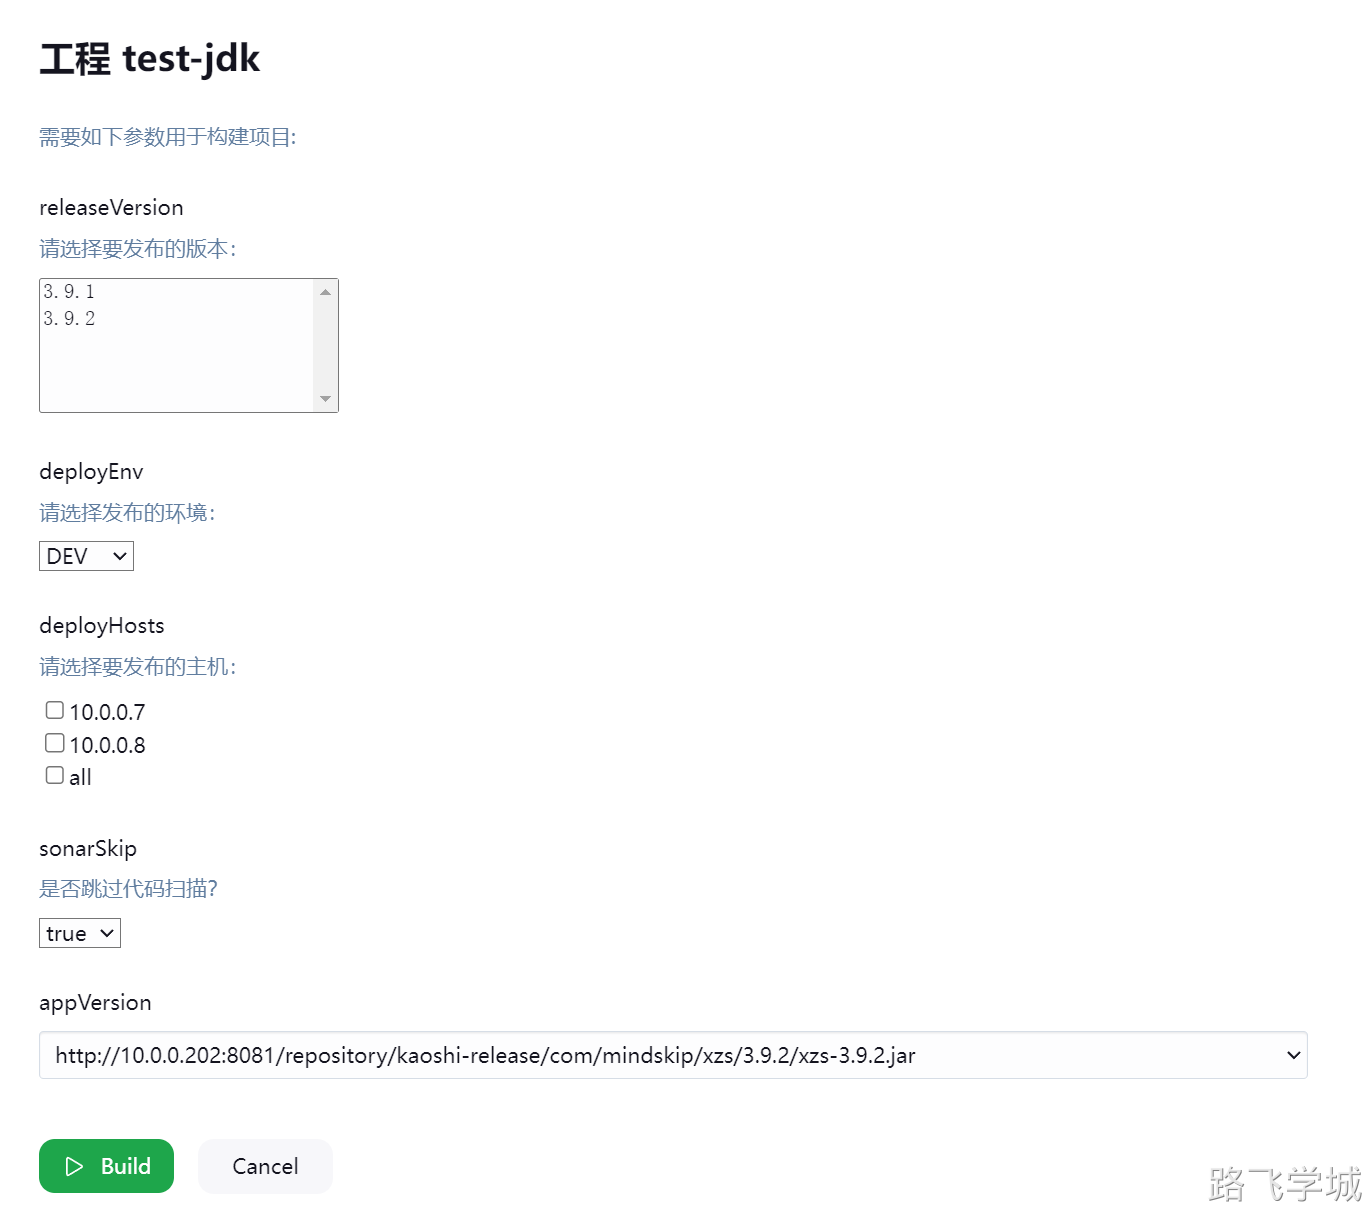 工程 test-jdk
需要如下参数用于构建项目:
releaseVersion
请选择要发布的版本：
3.9.1
3.9.2
deployEnv
请选择发布的环境：
DEV
deployHosts
请选择要发布的主机：
10.0.0.7
10.0.0.8
all
sonarSkip
是否跳过代码扫描?
true
appVersion
http://10.0.0.202:8081/repository/kaoshi-release/com/mindskip/xzs/3.9.2/xzs-3.9.2.jar
Build Cancel
路飞学城